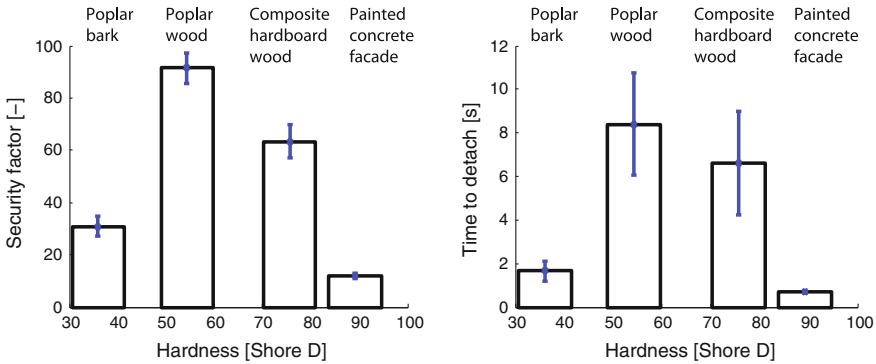 Poplar bark
Poplar wood
Composite hardboard wood
Painted concrete facade
100
80
60
40
20
0
Security factor [–]
30 40 50 60 70 80 90 100
Hardness [Shore D]
Poplar bark
Poplar wood
Composite hardboard wood
Painted concrete facade
12
10
8
6
4
2
0
Time to detach [s]
30 40 50 60 70 80 90 100
Hardness [Shore D]